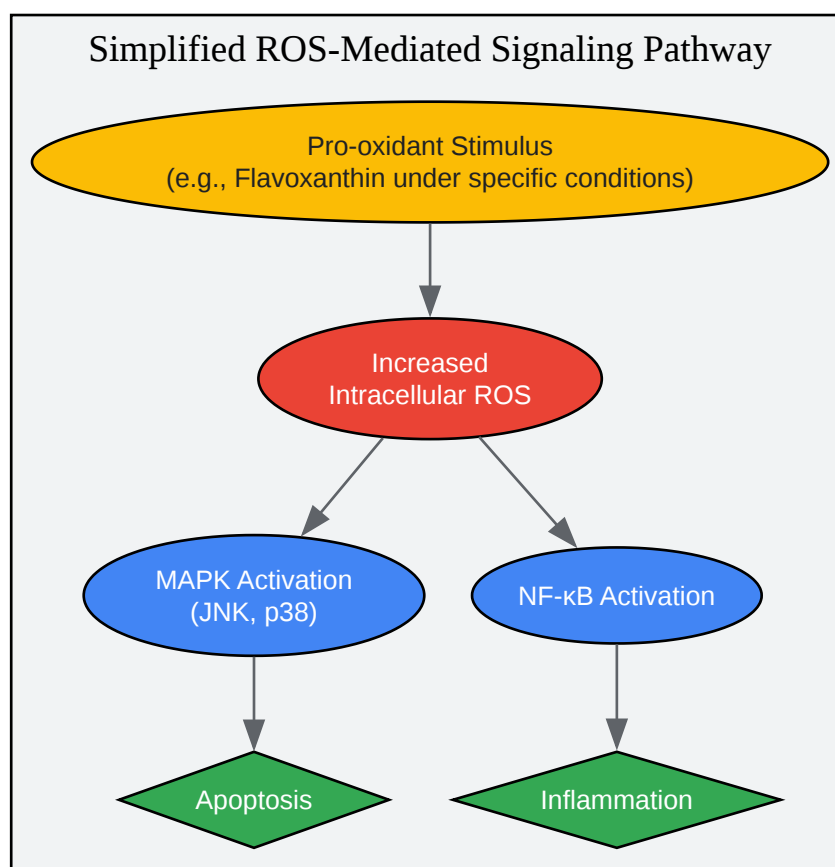 Simplified ROS-Mediated Signaling Pathway
Pro-oxidant Stimulus
(e.g., Flavoxanthin under specific conditions)
Increased
Intracellular ROS
MAPK Activation
(JNK, p38)
NF-κB Activation
Apoptosis
Inflammation